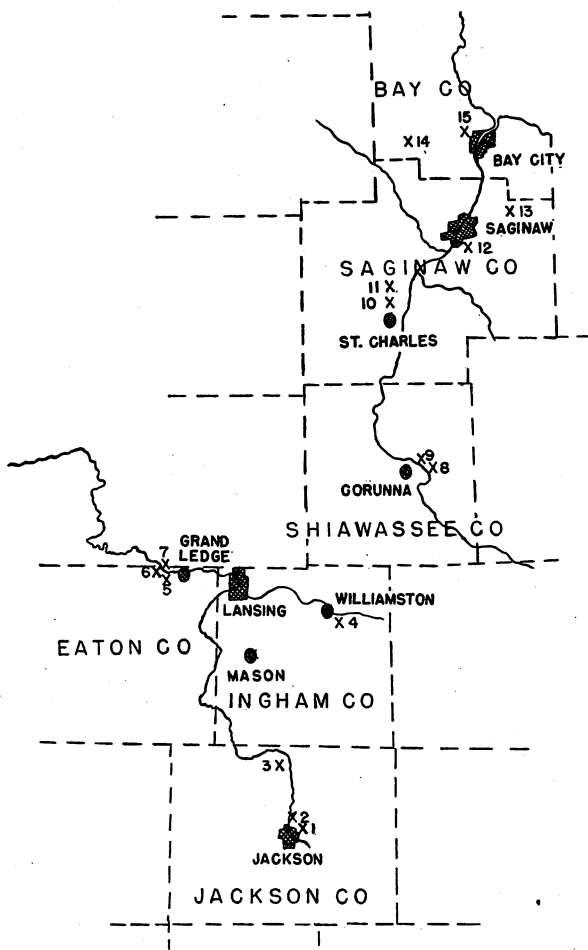 BAY CO
15
X
X 14
BAY CITY
X 13
SAGINAW
X 12
SAGINAW CO
11 X
10 X
ST. CHARLES
X 9
X 8
GORUNNA
SHIAWASSEE CO
GRAND
LEDGE
7
X
6 X
X
5
LANSING
WILLIAMSTON
X 4
EATON CO
MASON
INGHAM CO
3 X
X 2
X 1
JACKSON
JACKSON CO